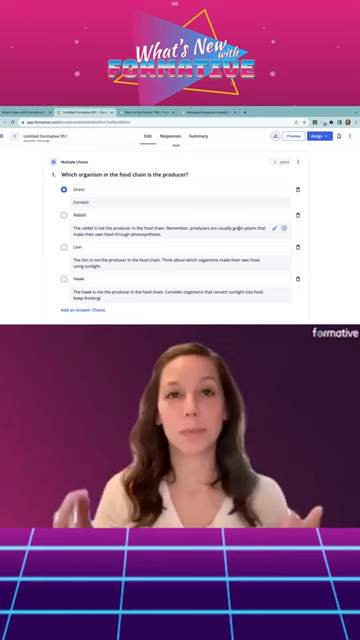 What's New
with
FORMATIVE
Untitled Formative 951
Edit
Responses
Summary
Preview
Assign
Multiple Choice
1 point
1. Which organism in the food chain is the producer?
Grass
Correct!
Rabbit
The rabbit is not the producer in the food chain. Remember, producers are usually green plants that
make their own food through photosynthesis.
Lion
The lion is not the producer in the food chain. Think about which organisms make their own food
using sunlight.
Hawk
The hawk is not the producer in the food chain. Consider organisms that convert sunlight into food.
Keep thinking!
Add an Answer Choice
formative